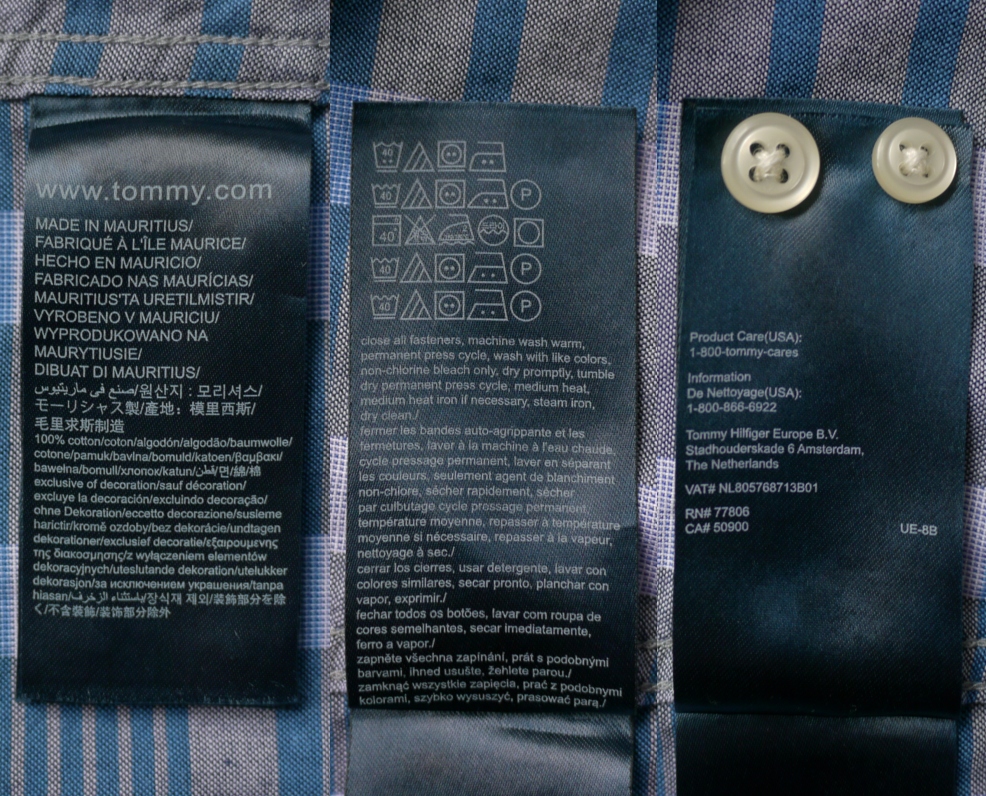 www.tommy.com
MADE IN MAURITIUS/
FABRIQUÉ À L'ÎLE MAURICE/
HECHO EN MAURICIO/
FABRICADO NAS MAURÍCIAS/
MAURITIUS'TA URETILMISTIR/
VYROBENO V MAURICIU/
WYPRODUKOWANO NA
MAURYTIUSIE/
DIBUAT DI MAURITIUS/
صنع في ماريتيوس/원산지 : 모리셔스/
モーリシャス製/產地: 模里西斯/
毛里求斯制造
100% cotton/coton/algodón/algodão/baumwolle/
cotone/pamuk/bavlna/bomuld/katoen/βαμβακι/
bawełna/bomull/хлопок/katun/قطن/면/綿/棉
exclusive of decoration/sauf décoration/
excluye la decoración/excluindo decoração/
ohne Dekoration/eccetto decorazione/susleme
harictir/kromě ozdoby/bez dekorácie/undtagen
dekorationer/exclusief decoratie/εξαιρουμενης
της διακοσμησης/z wyłączeniem elementów
dekoracyjnych/uteslutande dekoration/utelukker
dekorasjon/за исключением украшения/tanpa
hiasan/باستثناء الزخرف/장식재 제외/装飾部分を除
く/不含裝飾/装饰部分除外
40
40 P
40°
40 P
40 P
close all fasteners, machine wash warm,
permanent press cycle, wash with like colors,
non-chlorine bleach only, dry promptly, tumble
dry permanent press cycle, medium heat,
medium heat iron if necessary, steam iron,
dry clean./
fermer les bandes auto-agrippante et les
fermetures, laver à la machine à l'eau chaude,
cycle pressage permanent, laver en séparant
les couleurs, seulement agent de blanchiment
non-chlore, sécher rapidement, sécher
par culbutage cycle pressage permanent,
température moyenne, repasser à température
moyenne si nécessaire, repasser à la vapeur,
nettoyage à sec./
cerrar los cierres, usar detergente, lavar con
colores similares, secar pronto, planchar con
vapor, exprimir./
fechar todos os botões, lavar com roupa de
cores semelhantes, secar imediatamente,
ferro a vapor./
zapněte všechna zapínání, prát s podobnými
barvami, ihned usušte, žehlete parou./
zamknąć wszystkie zapięcia, prać z podobnymi
kolorami, szybko wysuszyć, prasować parą./
Product Care(USA):
1-800-tommy-cares
Information
De Nettoyage(USA):
1-800-866-6922
Tommy Hilfiger Europe B.V.
Stadhouderskade 6 Amsterdam,
The Netherlands
VAT# NL805768713B01
RN# 77806
CA# 50900
UE-8B